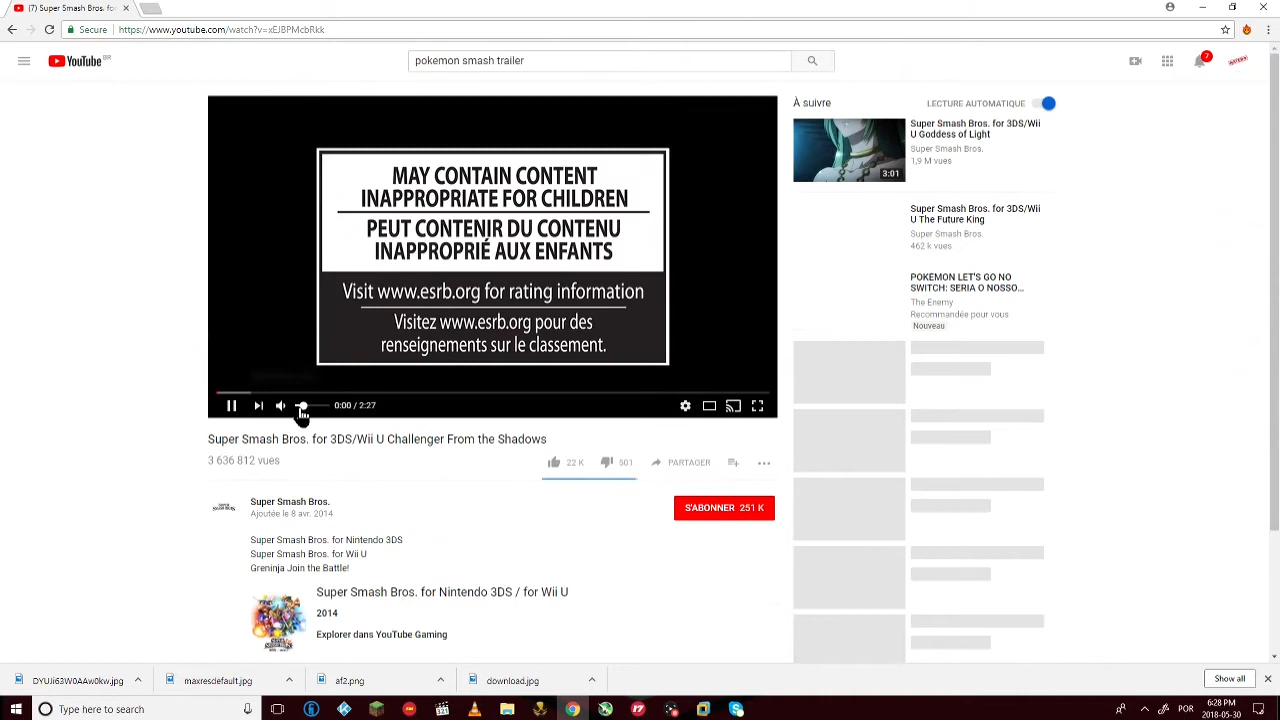 (7) Super Smash Bros. for
Secure
https://www.youtube.com/watch?v=xEJBPMcbRkk
YouTube BR
pokemon smash trailer
7
MAY CONTAIN CONTENT
INAPPROPRIATE FOR CHILDREN
PEUT CONTENIR DU CONTENU
INAPPROPRIÉ AUX ENFANTS
Visit www.esrb.org for rating information
Visitez www.esrb.org pour des
renseignements sur le classement.
0:00 / 2:27
Super Smash Bros. for 3DS/Wii U Challenger From the Shadows
3 636 812 vues
22 K
501
PARTAGER
Super Smash Bros.
Ajoutée le 8 avr. 2014
S'ABONNER 251 K
Super Smash Bros. for Nintendo 3DS
Super Smash Bros. for Wii U
Greninja Join the Battle!
Super Smash Bros. for Nintendo 3DS / for Wii U
2014
Explorer dans YouTube Gaming
À suivre
LECTURE AUTOMATIQUE
3:01
Super Smash Bros. for 3DS/Wii
U Goddess of Light
Super Smash Bros.
1,9 M vues
Super Smash Bros. for 3DS/Wii
U The Future King
Super Smash Bros.
462 k vues
POKÉMON LET'S GO NO
SWITCH: SERIA O NOSSO...
The Enemy
Recommandée pour vous
Nouveau
DYUJi63W0AAw0kw.jpg
maxresdefault.jpg
af2.png
download.jpg
Show all
Type here to search
POR
6:28 PM
2018-05-30